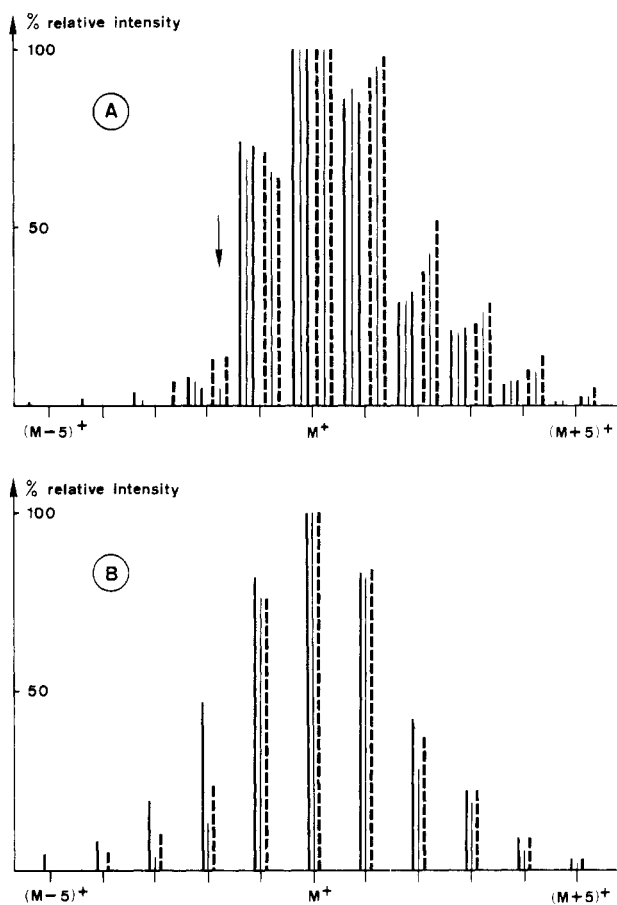 % relative intensity
100
A
50
(M−5)+ M+ (M+5)+
% relative intensity
100
B
50
(M−5)+ M+ (M+5)+